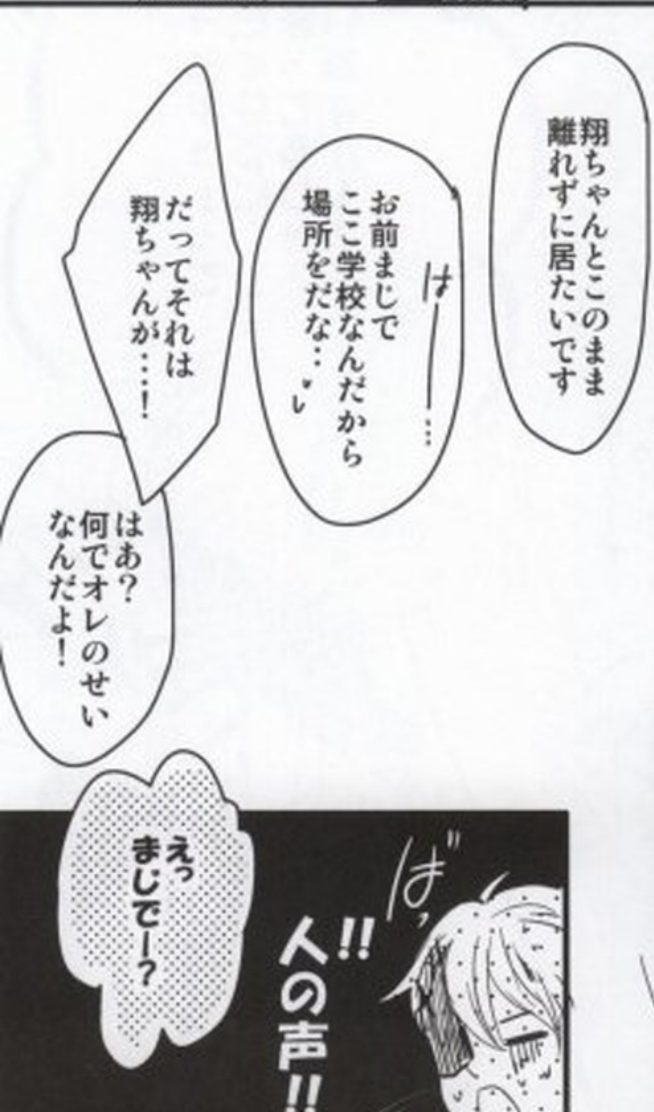 翔ちゃんとこのまま
離れずに居たいです
は――…
お前まじで
ここ学校なんだから
場所をだな‥
だってそれは
翔ちゃんが…！
はあ？
何でオレのせい
なんだよ！
ばっ
‼
人の声‼
えっ
まじでー？